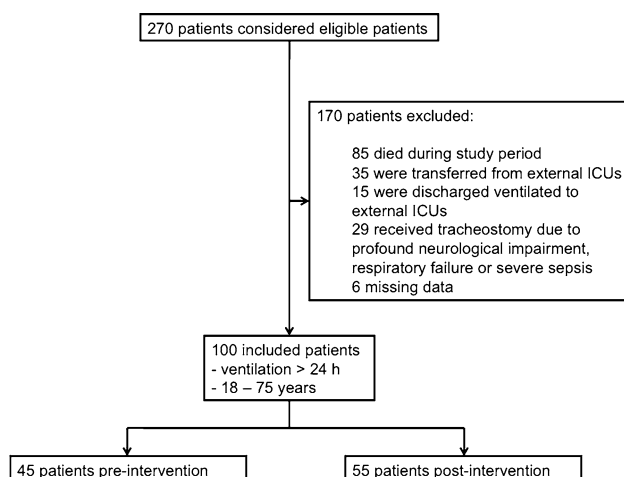 270 patients considered eligible patients
170 patients excluded:
85 died during study period
35 were transferred from external ICUs
15 were discharged ventilated to
external ICUs
29 received tracheostomy due to
profound neurological impairment,
respiratory failure or severe sepsis
6 missing data
100 included patients
- ventilation > 24 h
- 18 – 75 years
45 patients pre-intervention
55 patients post-intervention